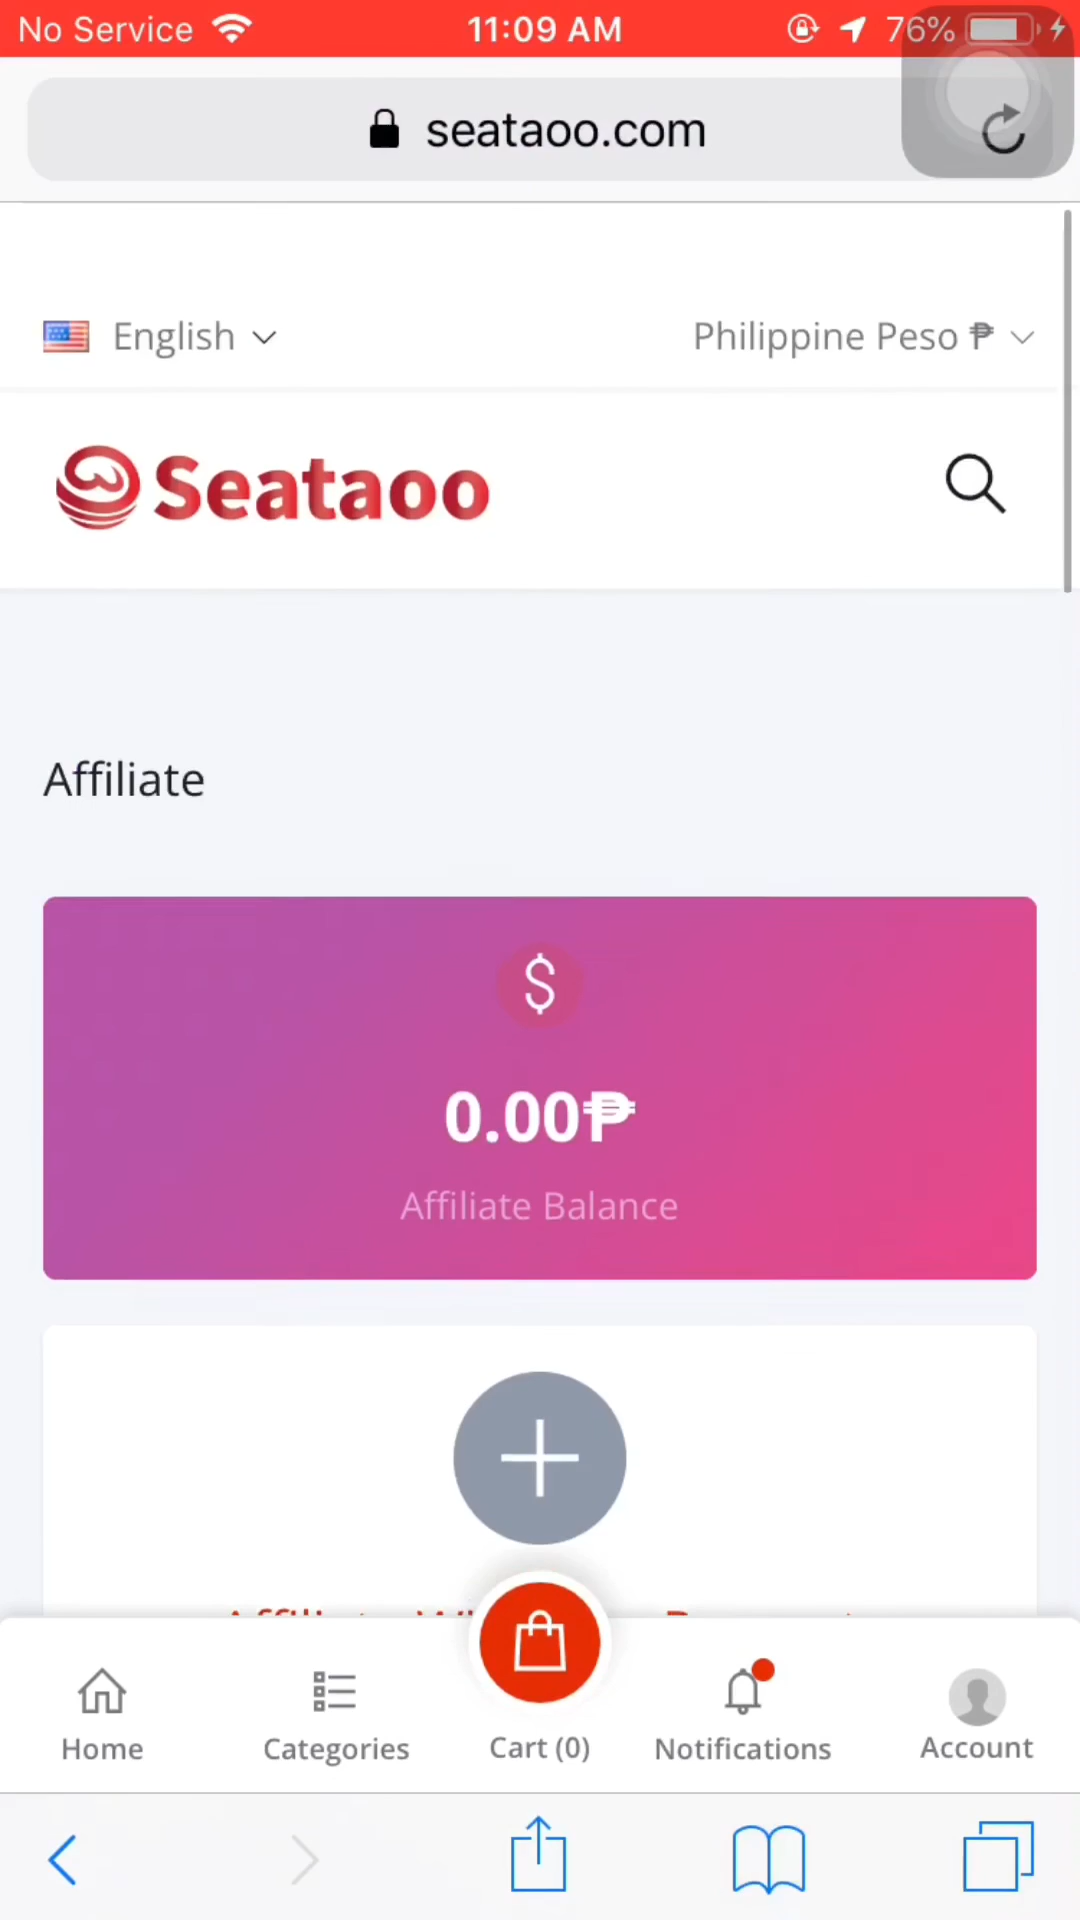 No Service 11:09 AM 76%
seataoo.com
English Philippine Peso ₱
Seataoo
Affiliate
$
0.00₱
Affiliate Balance
Home Categories Cart (0) Notifications Account